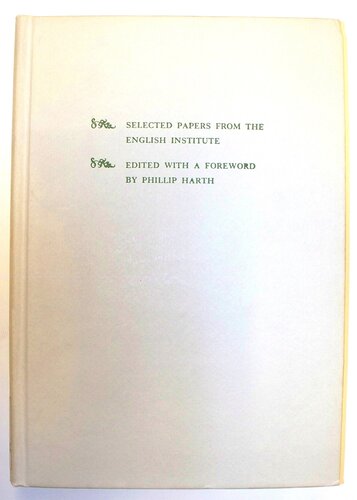 SELECTED PAPERS FROM THE
ENGLISH INSTITUTE
EDITED WITH A FOREWORD
BY PHILLIP HARTH